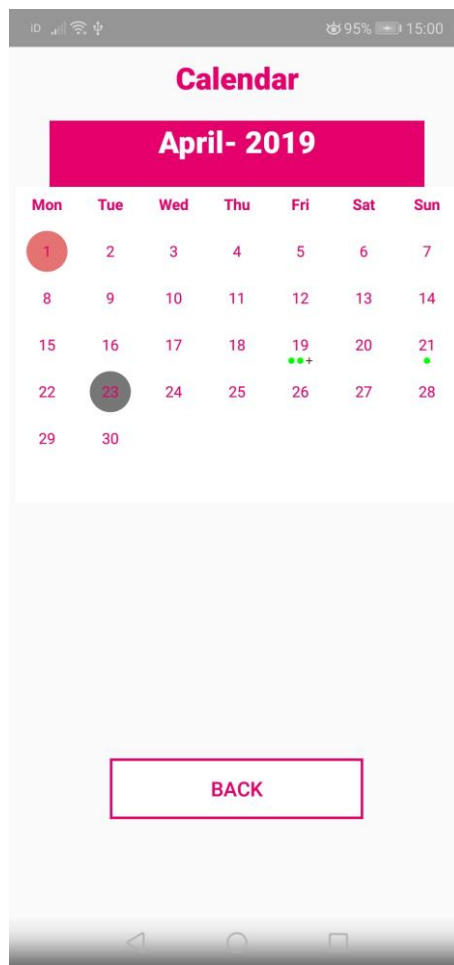 iD 95% 15:00
Calendar
April- 2019
Mon Tue Wed Thu Fri Sat Sun
1 2 3 4 5 6 7
8 9 10 11 12 13 14
15 16 17 18 19 20 21
+
22 23 24 25 26 27 28
29 30
BACK